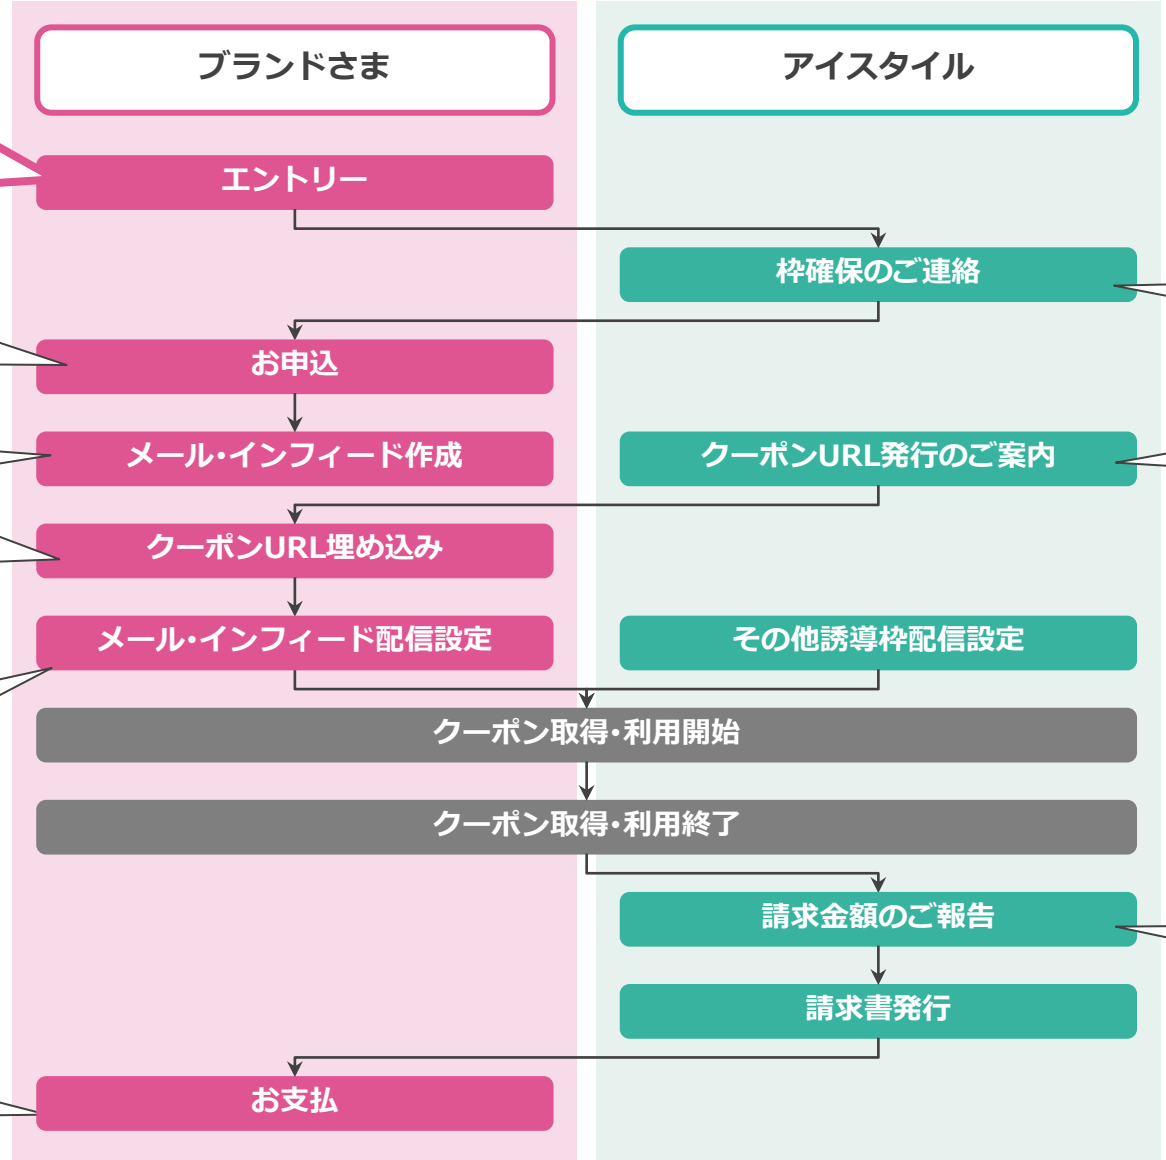 ブランドさま
アイスタイル
エントリー
枠確保のご連絡
お申込
メール・インフィード作成
クーポンURL発行のご案内
クーポンURL埋め込み
メール・インフィード配信設定
その他誘導枠配信設定
クーポン取得・利用開始
クーポン取得・利用終了
請求金額のご報告
請求書発行
お支払